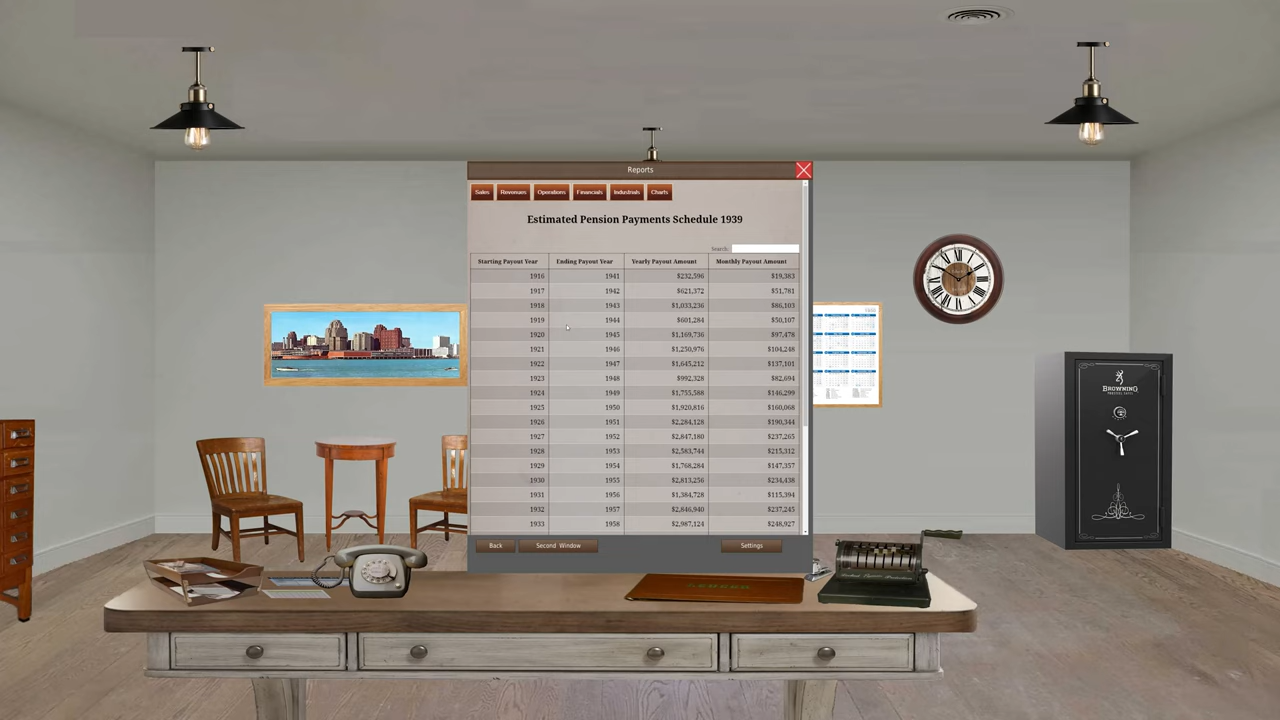 Reports
Sales Revenues Operations Financials Industrials Charts
Estimated Pension Payments Schedule 1939
Search:
Starting Payout Year Ending Payout Year Yearly Payout Amount Monthly Payout Amount
1916 1941 $232,596 $19,383
1917 1942 $621,372 $51,781
1918 1943 $1,033,236 $86,103
1919 1944 $601,284 $50,107
1920 1945 $1,169,736 $97,478
1921 1946 $1,250,976 $104,248
1922 1947 $1,645,212 $137,101
1923 1948 $992,328 $82,694
1924 1949 $1,755,588 $146,299
1925 1950 $1,920,816 $160,068
1926 1951 $2,284,128 $190,344
1927 1952 $2,847,180 $237,265
1928 1953 $2,583,744 $215,312
1929 1954 $1,768,284 $147,357
1930 1955 $2,813,256 $234,438
1931 1956 $1,384,728 $115,394
1932 1957 $2,846,940 $237,245
1933 1958 $2,987,124 $248,927
Back Second Window Settings
BROWNING